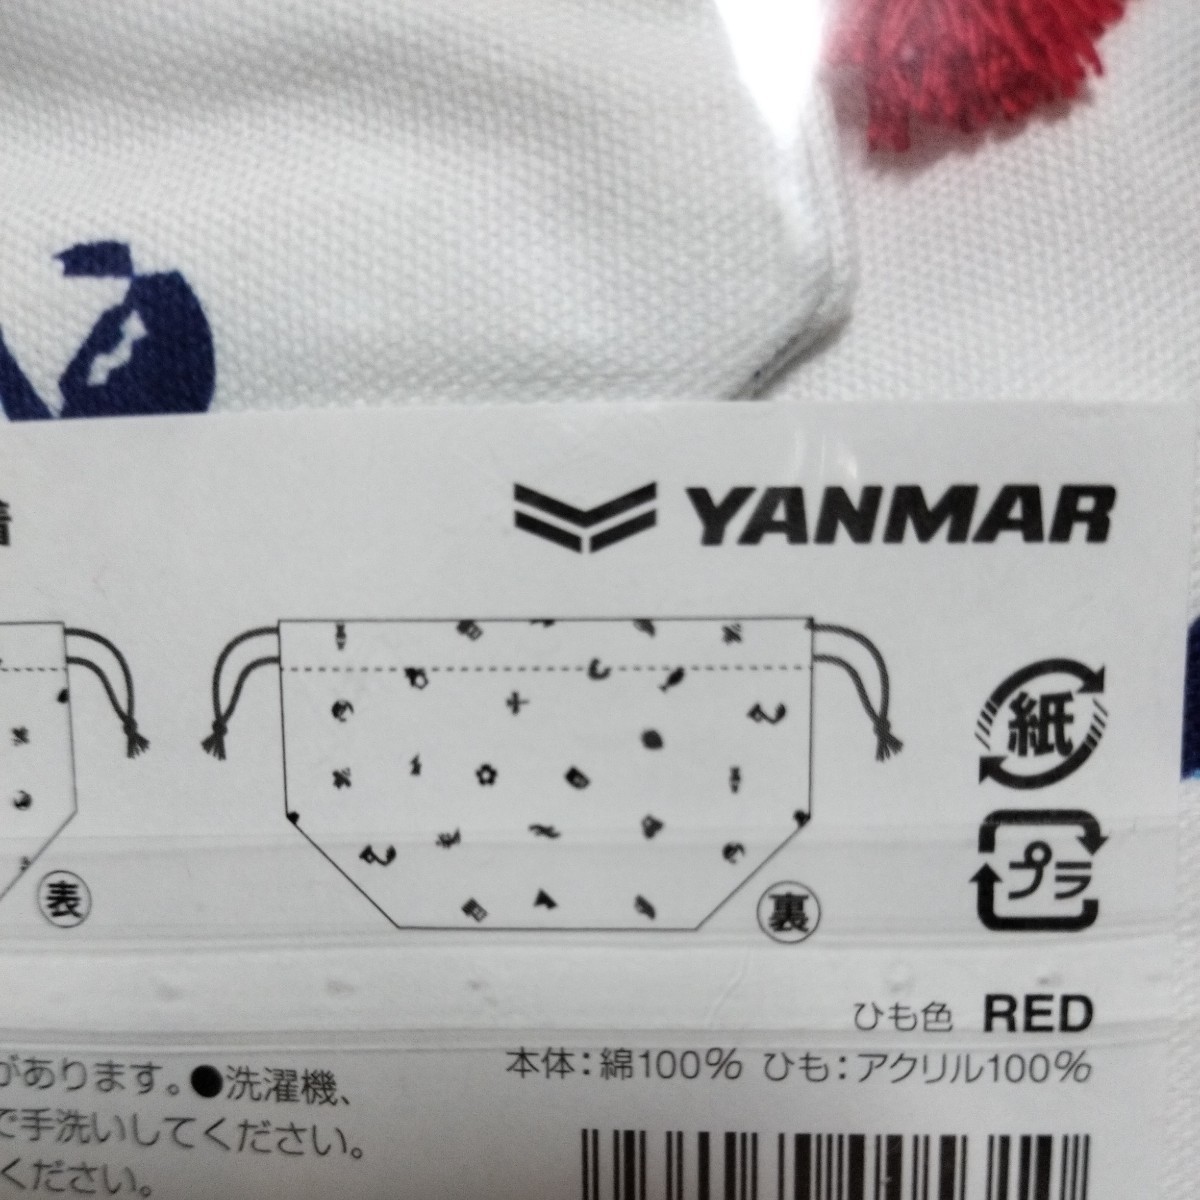 着
YANMAR
紙
プラ
表
裏
ひも色 RED
本体：綿100％ ひも：アクリル100％
があります。●洗濯機、
で手洗いしてください。
ください。